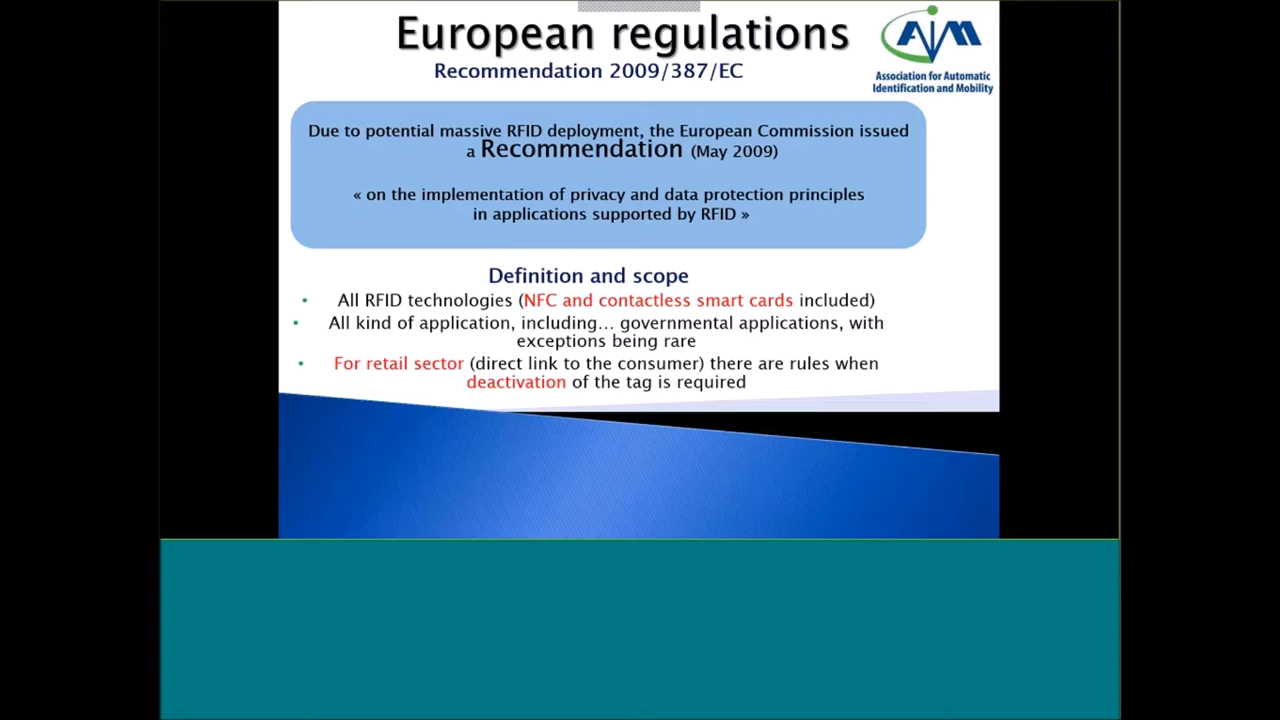 European regulations
Recommendation 2009/387/EC
AIM
Association for Automatic
Identification and Mobility
Due to potential massive RFID deployment, the European Commission issued
a Recommendation (May 2009)
« on the implementation of privacy and data protection principles
in applications supported by RFID »
Definition and scope
• All RFID technologies (NFC and contactless smart cards included)
• All kind of application, including… governmental applications, with
exceptions being rare
• For retail sector (direct link to the consumer) there are rules when
deactivation of the tag is required